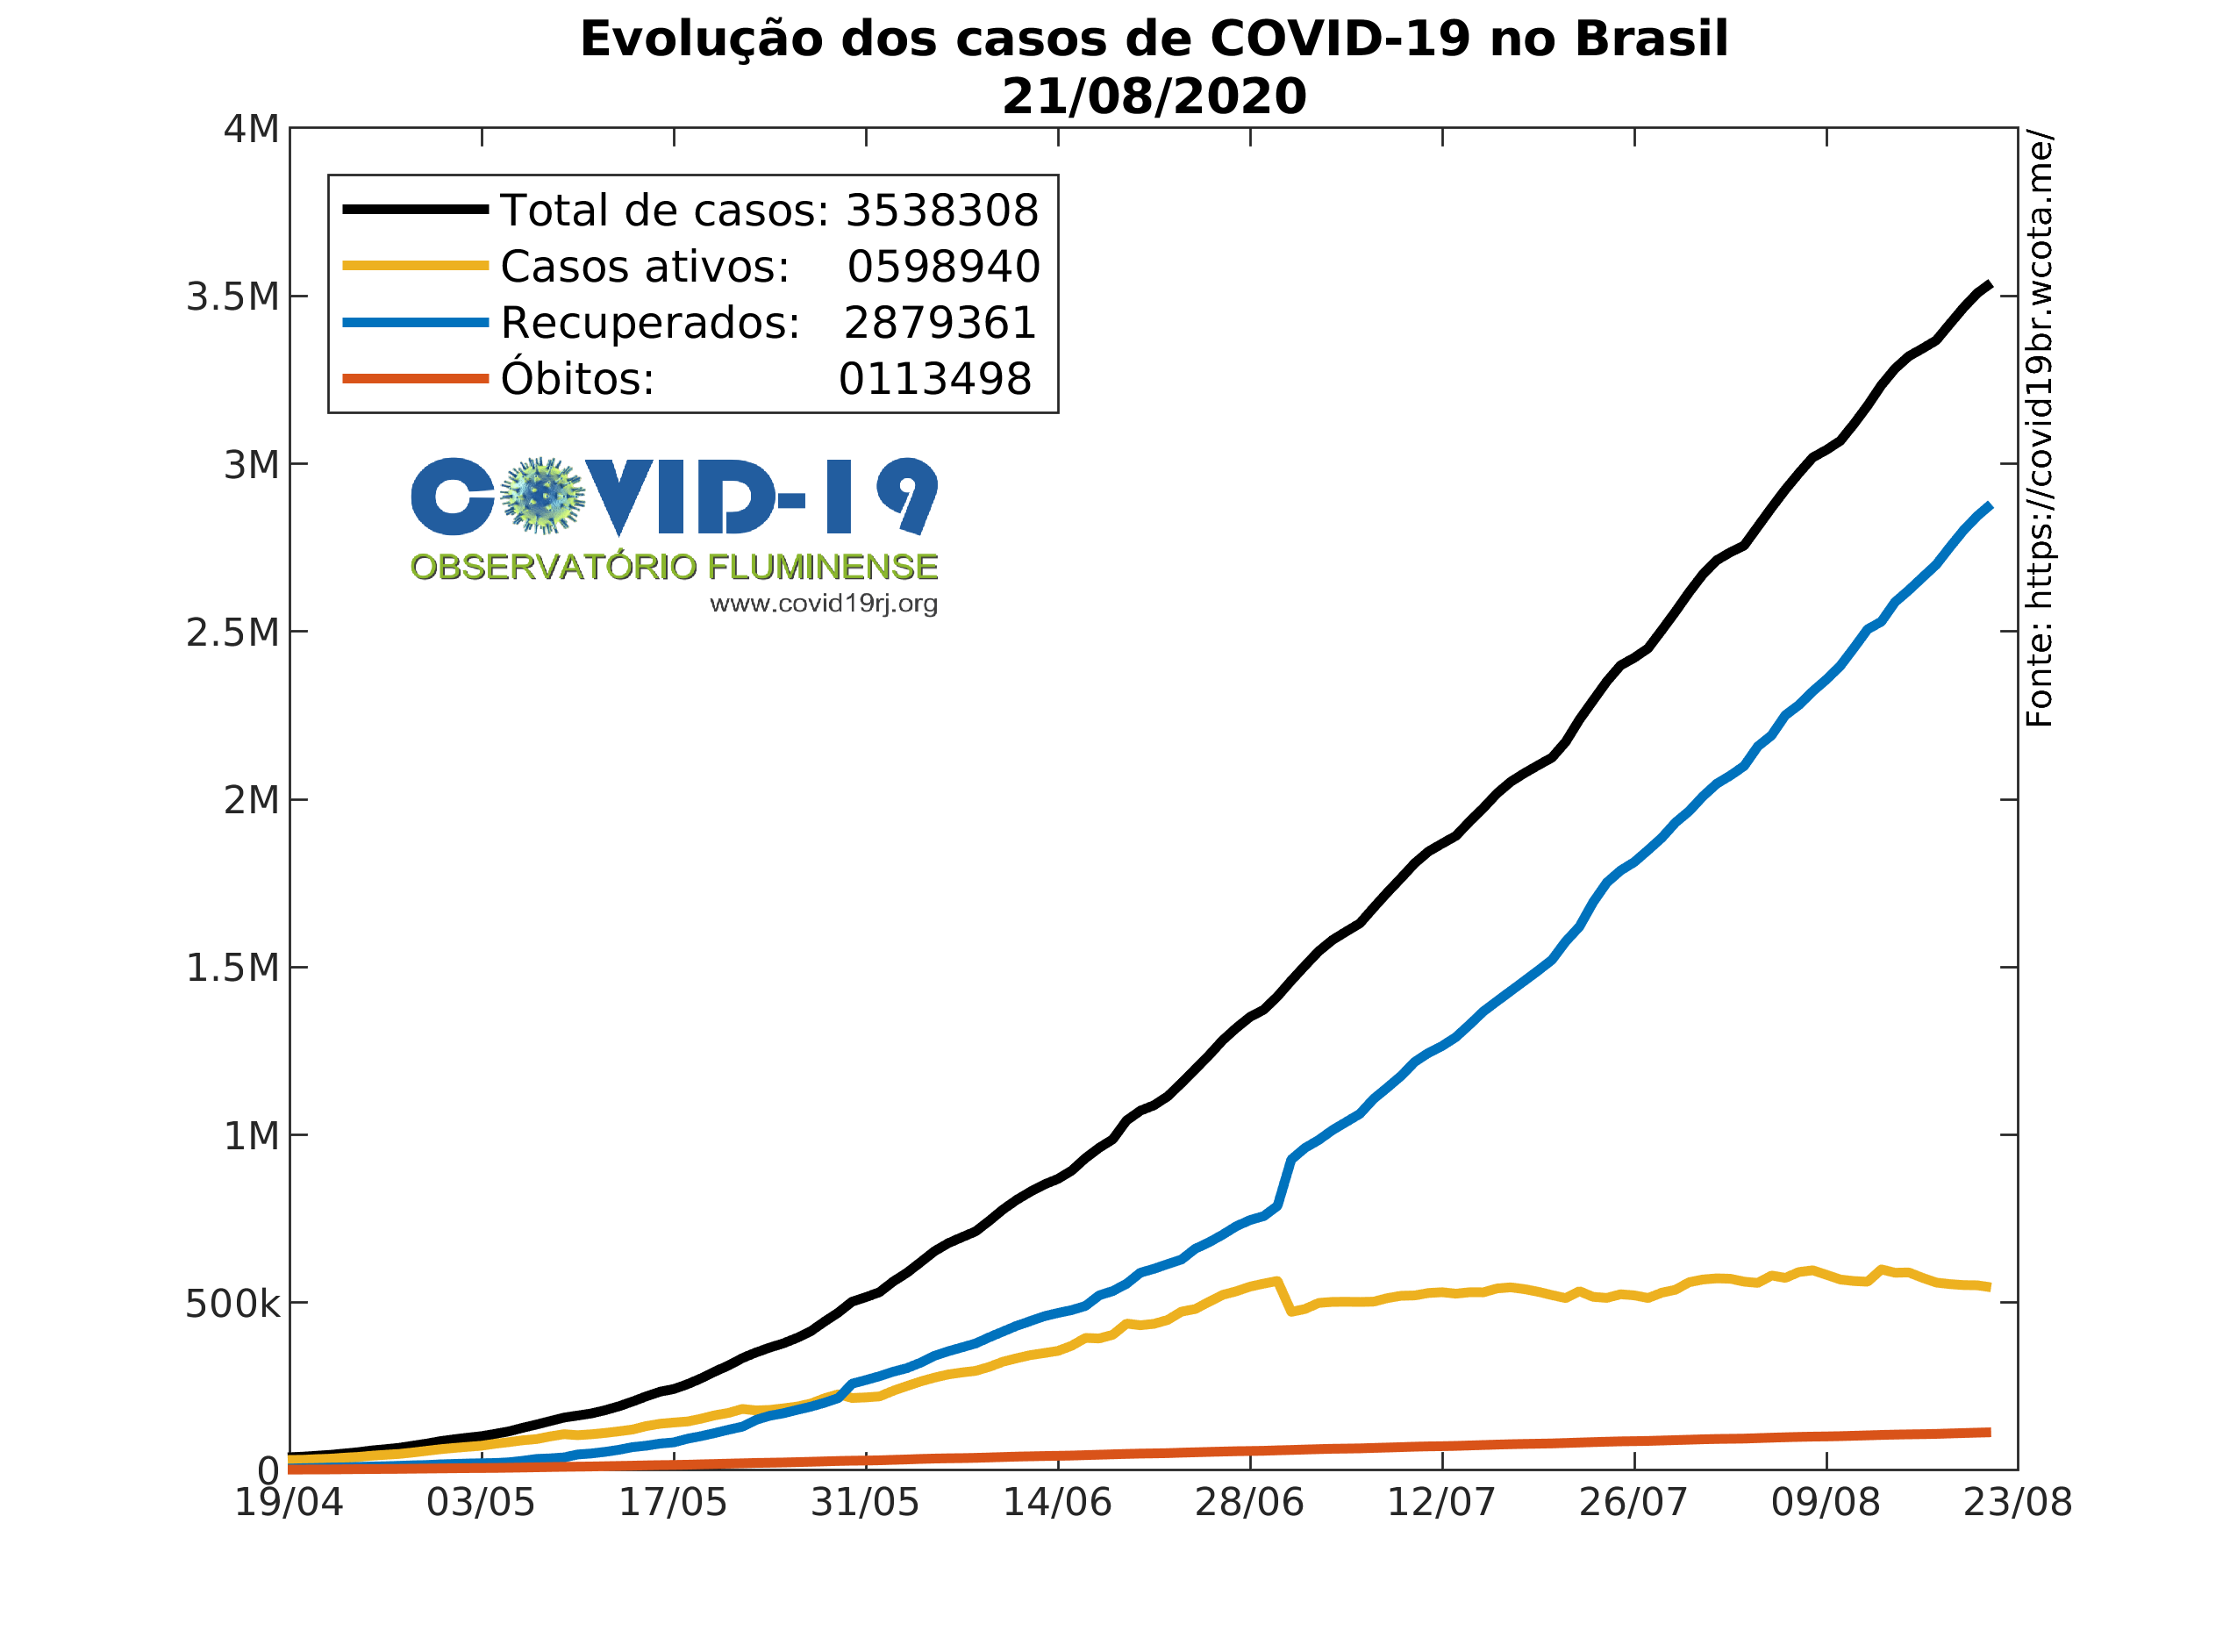 Evolução dos casos de COVID-19 no Brasil
21/08/2020
4M
3.5M
3M
2.5M
2M
1.5M
1M
500k
0
Total de casos: 3538308
Casos ativos: 0598940
Recuperados: 2879361
Óbitos: 0113498
COVID-19
OBSERVATÓRIO FLUMINENSE
www.covid19rj.org
Fonte: https://covid19br.wcota.me/
19/04 03/05 17/05 31/05 14/06 28/06 12/07 26/07 09/08 23/08